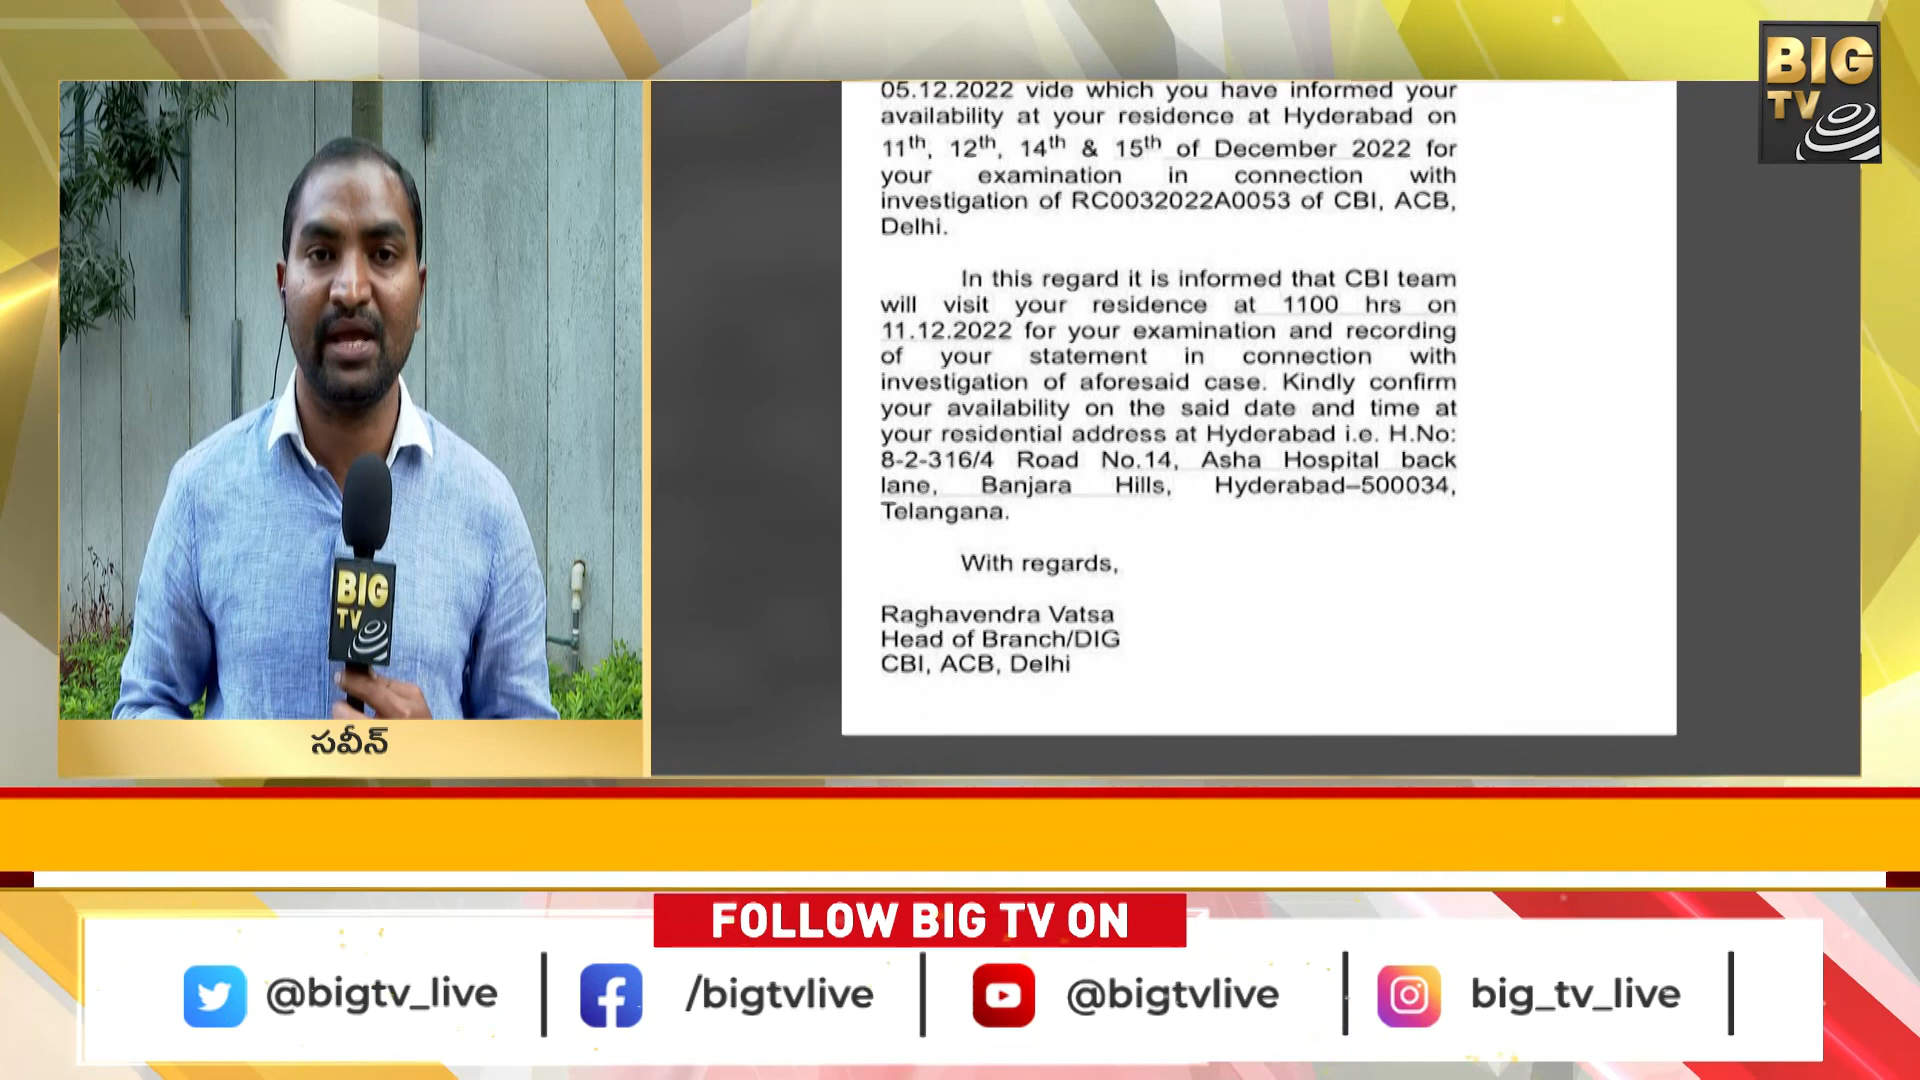 BIG
TV
05.12.2022 vide which you have informed your
availability at your residence at Hyderabad on
11th, 12th, 14th & 15th of December 2022 for
your examination in connection with
investigation of RC0032022A0053 of CBI, ACB,
Delhi.
In this regard it is informed that CBI team
will visit your residence at 1100 hrs on
11.12.2022 for your examination and recording
of your statement in connection with
investigation of aforesaid case. Kindly confirm
your availability on the said date and time at
your residential address at Hyderabad i.e. H.No:
8-2-316/4 Road No.14, Asha Hospital back
lane, Banjara Hills, Hyderabad–500034,
Telangana.
With regards,
Raghavendra Vatsa
Head of Branch/DIG
CBI, ACB, Delhi
BIG
TV
సవీన్
FOLLOW BIG TV ON
@bigtv_live
/bigtvlive
@bigtvlive
big_tv_live